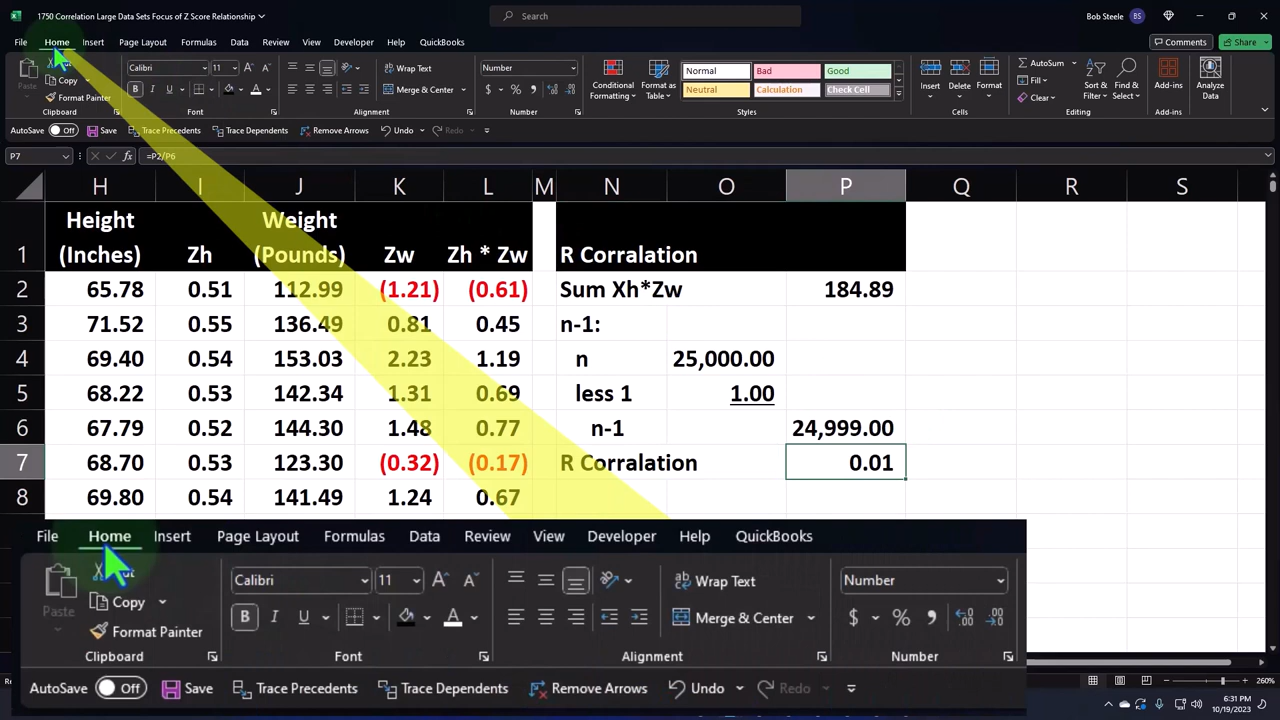 1750 Correlation Large Data Sets Focus of Z Score Relationship
Search
Bob Steele BS
File Home Insert Page Layout Formulas Data Review View Developer Help QuickBooks
Comments Share
Calibri 11
Wrap Text
Number
Normal Bad Good
Neutral Calculation Check Cell
Conditional Formatting
Format as Table
Insert Delete Format
AutoSum
Fill
Clear
Sort & Filter
Find & Select
Add-ins
Analyze Data
Paste
Copy
Format Painter
Merge & Center
Clipboard Font Alignment Number Styles Cells Editing Add-ins
AutoSave Off Save Trace Precedents Trace Dependents Remove Arrows Undo Redo
P7 fx =P2/P6
H I J K L M N O P Q R S
1 Height (Inches) Zh Weight (Pounds) Zw Zh * Zw R Corralation
2 65.78 0.51 112.99 (1.21) (0.61) Sum Xh*Zw 184.89
3 71.52 0.55 136.49 0.81 0.45 n-1:
4 69.40 0.54 153.03 2.23 1.19 n 25,000.00
5 68.22 0.53 142.34 1.31 0.69 less 1 1.00
6 67.79 0.52 144.30 1.48 0.77 n-1 24,999.00
7 68.70 0.53 123.30 (0.32) (0.17) R Corralation 0.01
8 69.80 0.54 141.49 1.24 0.67
File Home Insert Page Layout Formulas Data Review View Developer Help QuickBooks
Calibri 11
Wrap Text
Number
Paste
Copy
B I U
Merge & Center
$ % ,
Format Painter
Clipboard Font Alignment Number
AutoSave Off Save Trace Precedents Trace Dependents Remove Arrows Undo Redo
260%
6:31 PM
10/19/2023